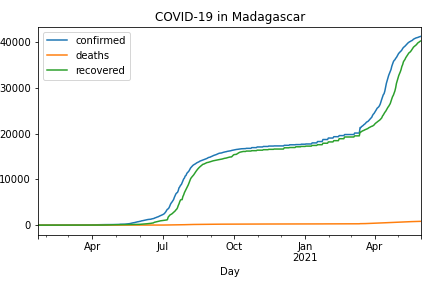 COVID-19 in Madagascar
confirmed
deaths
recovered
40000
30000
20000
10000
0
Apr Jul Oct Jan Apr
2021
Day